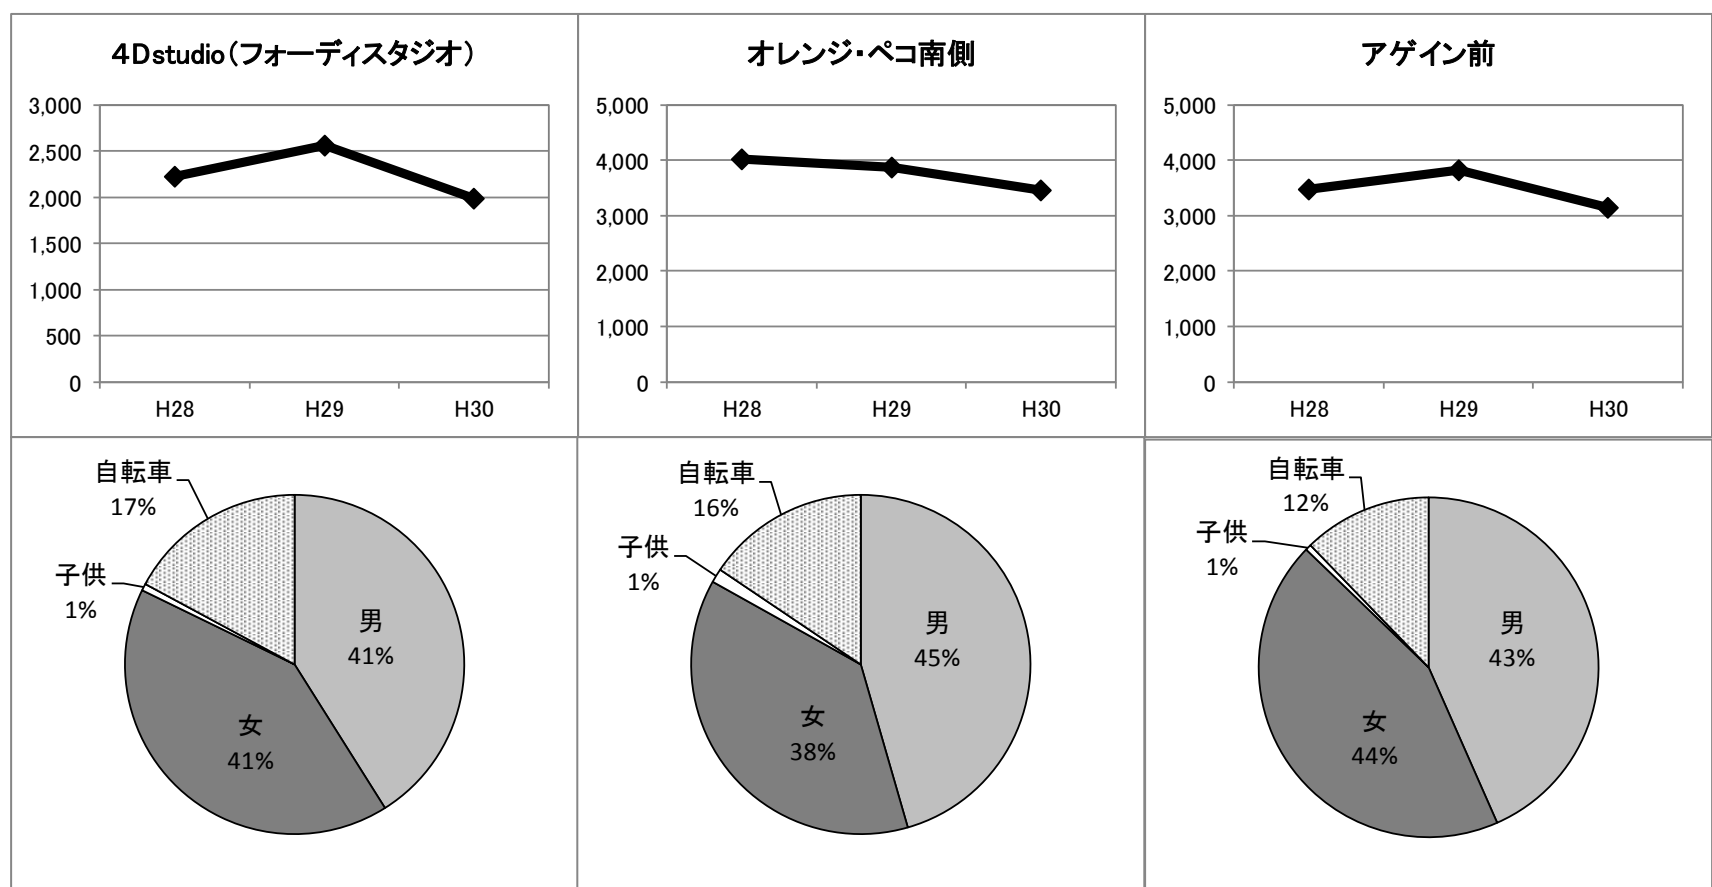 4Dstudio(フォーディスタジオ)
3,000
2,500
2,000
1,500
1,000
500
0
H28 H29 H30
オレンジ・ペコ南側
5,000
4,000
3,000
2,000
1,000
0
H28 H29 H30
アゲイン前
5,000
4,000
3,000
2,000
1,000
0
H28 H29 H30
自転車
17%
子供
1%
男
41%
女
41%
自転車
16%
子供
1%
男
45%
女
38%
自転車
12%
子供
1%
男
43%
女
44%